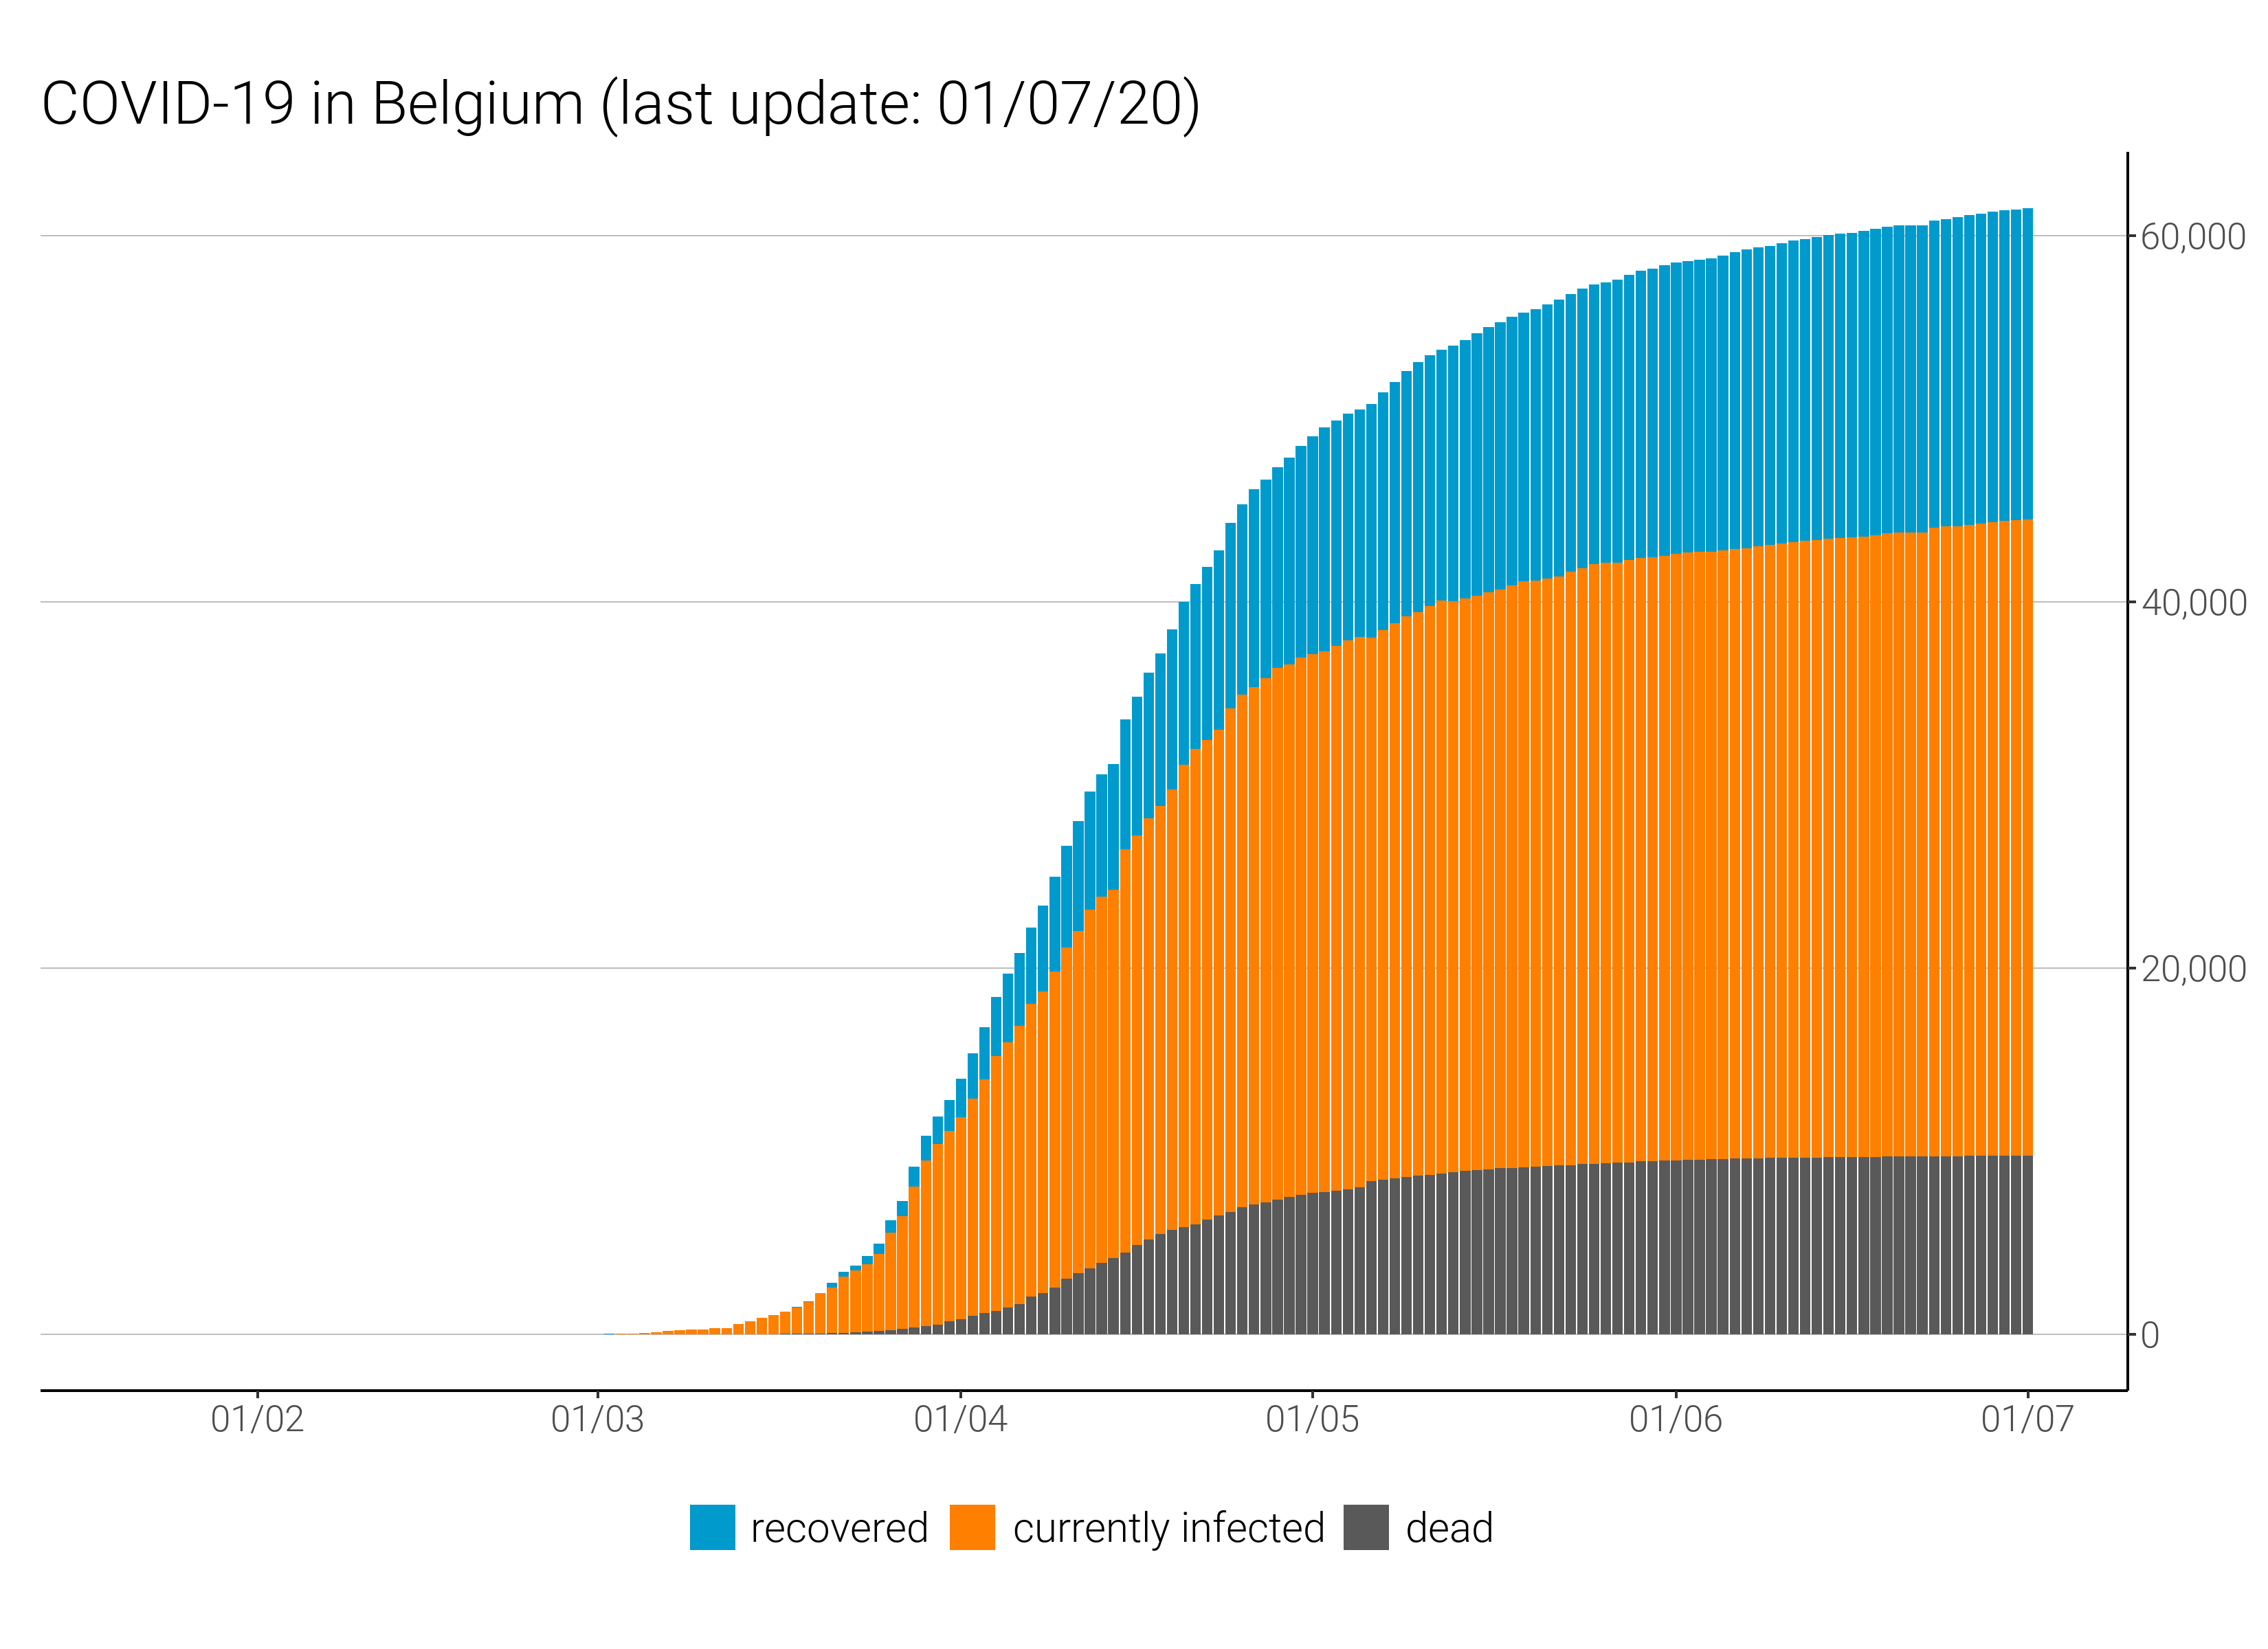 COVID-19 in Belgium (last update: 01/07/20)
60,000
40,000
20,000
0
01/02 01/03 01/04 01/05 01/06 01/07
recovered currently infected dead